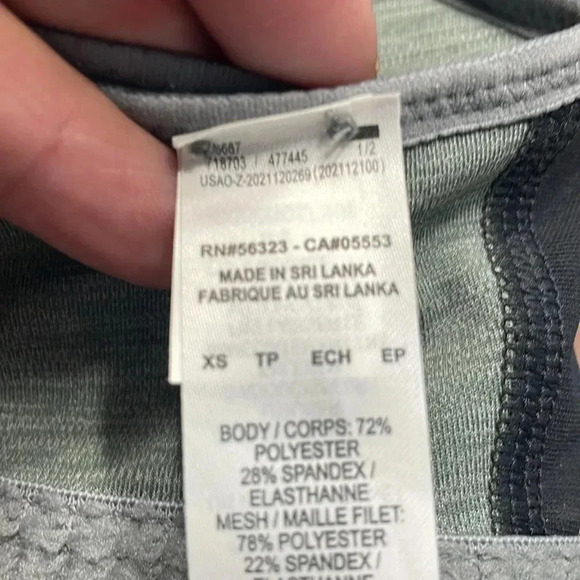 718703 / 477445 1/2
USAO-Z-2021120269 (202112100)
RN#56323 - CA#05553
MADE IN SRI LANKA
FABRIQUE AU SRI LANKA
XS TP ECH EP
BODY / CORPS: 72%
POLYESTER
28% SPANDEX /
ELASTHANNE
MESH / MAILLE FILET:
78% POLYESTER
22% SPANDEX /